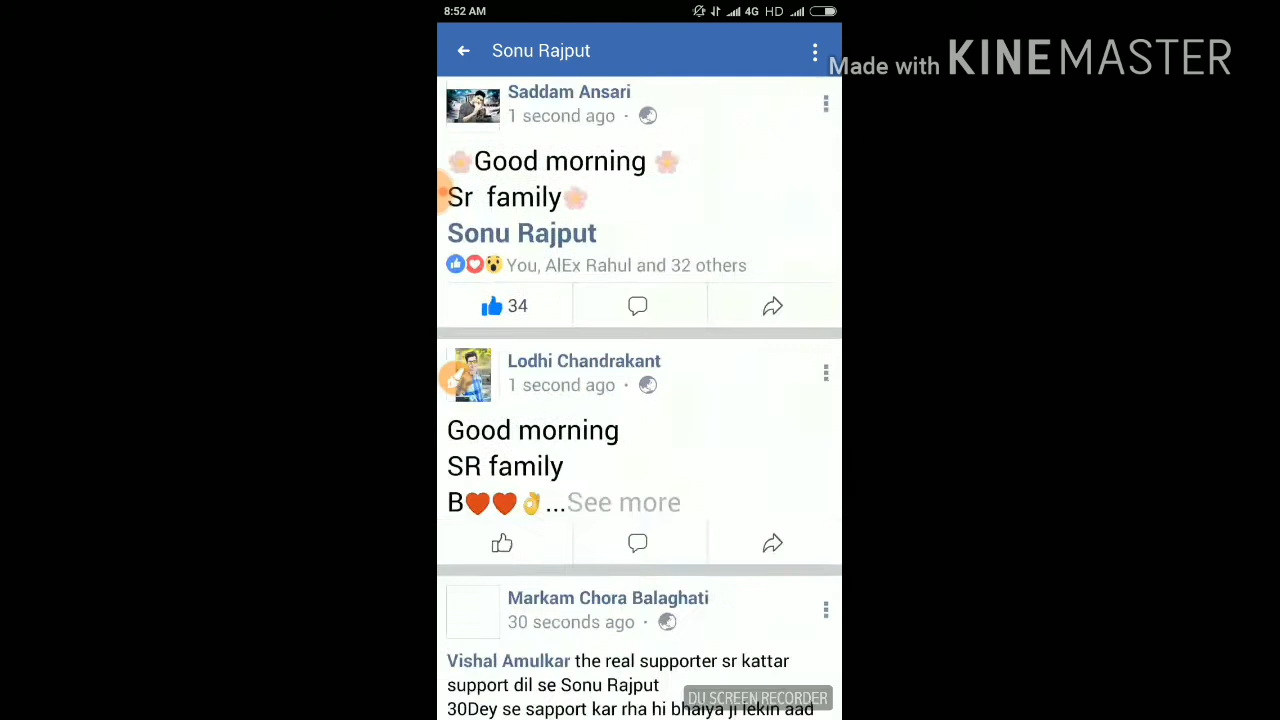 8:52 AM 4G HD
Sonu Rajput
Made with KINEMASTER
Saddam Ansari
1 second ago ·
🌸Good morning 🌸
Sr family🌸
Sonu Rajput
You, AlEx Rahul and 32 others
34
Lodhi Chandrakant
1 second ago ·
Good morning
SR family
B❤️❤️👌...See more
Markam Chora Balaghati
30 seconds ago ·
Vishal Amulkar the real supporter sr kattar
support dil se Sonu Rajput
DU SCREEN RECORDER
30Dey se sapport kar rha hi bhaiya ji lekin aad